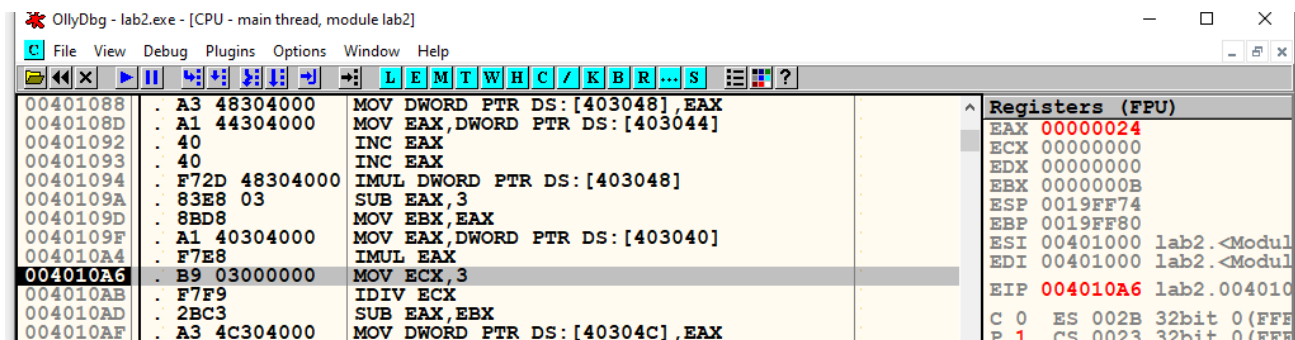 OllyDbg - lab2.exe - [CPU - main thread, module lab2]
C File View Debug Plugins Options Window Help
L E M T W H C / K B R ... S ?
00401088 . A3 48304000 MOV DWORD PTR DS:[403048],EAX
0040108D . A1 44304000 MOV EAX,DWORD PTR DS:[403044]
00401092 . 40 INC EAX
00401093 . 40 INC EAX
00401094 . F72D 48304000 IMUL DWORD PTR DS:[403048]
0040109A . 83E8 03 SUB EAX,3
0040109D . 8BD8 MOV EBX,EAX
0040109F . A1 40304000 MOV EAX,DWORD PTR DS:[403040]
004010A4 . F7E8 IMUL EAX
004010A6 . B9 03000000 MOV ECX,3
004010AB . F7F9 IDIV ECX
004010AD . 2BC3 SUB EAX,EBX
004010AF . A3 4C304000 MOV DWORD PTR DS:[40304C],EAX
Registers (FPU)
EAX 00000024
ECX 00000000
EDX 00000000
EBX 0000000B
ESP 0019FF74
EBP 0019FF80
ESI 00401000 lab2.<Modul
EDI 00401000 lab2.<Modul
EIP 004010A6 lab2.004010
C 0 ES 002B 32bit 0(FFF
P 1 CS 0023 32bit 0(FFF